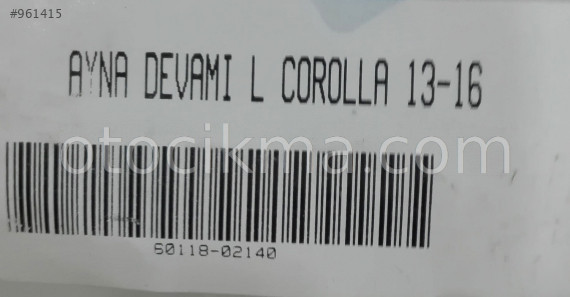 #961415
AYNA DEVAMI L COROLLA 13-16
otocikma.com
60118-02140